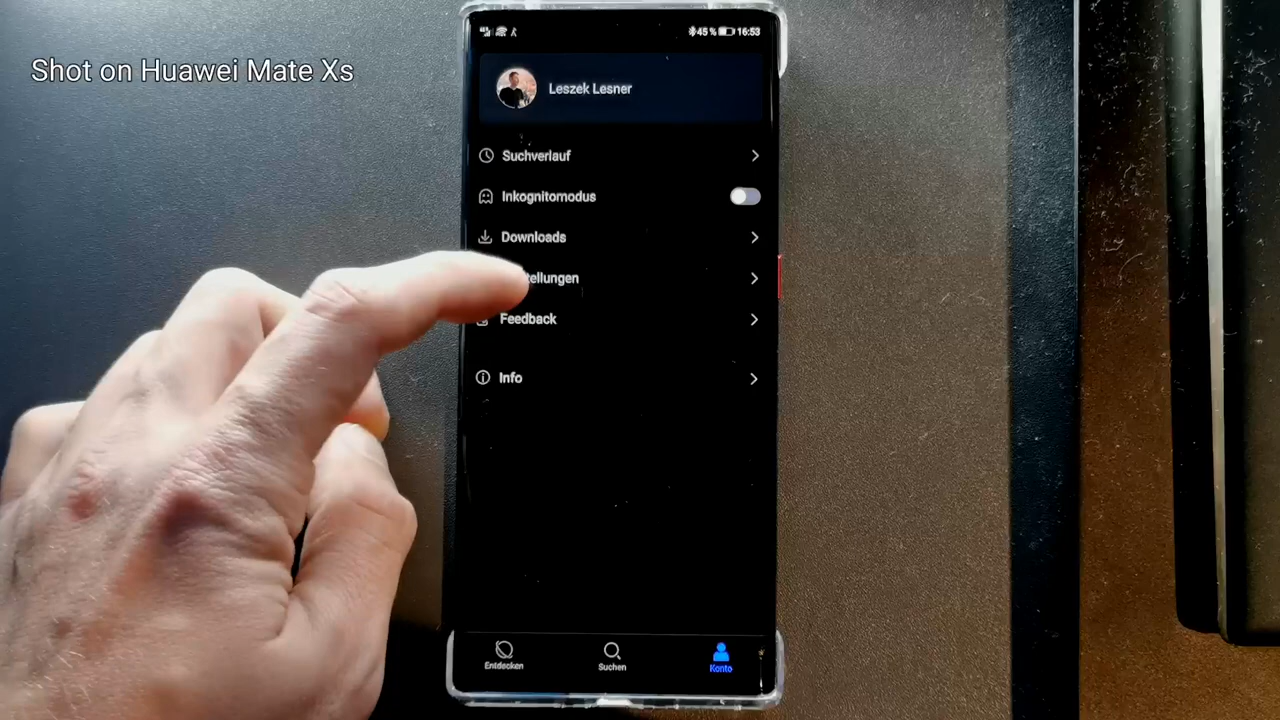 Shot on Huawei Mate Xs
45 % 16:53
Leszek Lesner
Suchverlauf
Inkognitomodus
Downloads
tellungen
Feedback
Info
Entdecken
Suchen
Konto